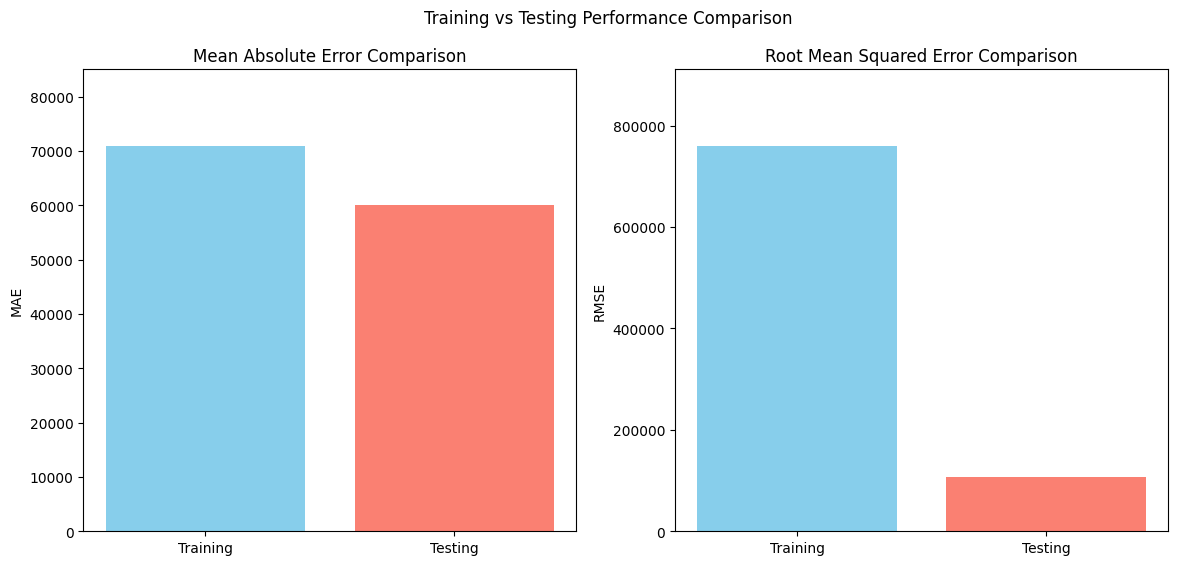 Training vs Testing Performance Comparison
Mean Absolute Error Comparison
80000
70000
60000
50000
40000
30000
20000
10000
0
MAE
Training
Testing
Root Mean Squared Error Comparison
800000
600000
400000
200000
0
RMSE
Training
Testing